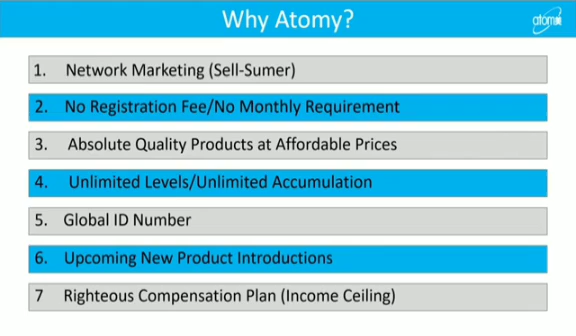 Why Atomy?
atomy
1. Network Marketing (Sell-Sumer)
2. No Registration Fee/No Monthly Requirement
3. Absolute Quality Products at Affordable Prices
4. Unlimited Levels/Unlimited Accumulation
5. Global ID Number
6. Upcoming New Product Introductions
7 Righteous Compensation Plan (Income Ceiling)